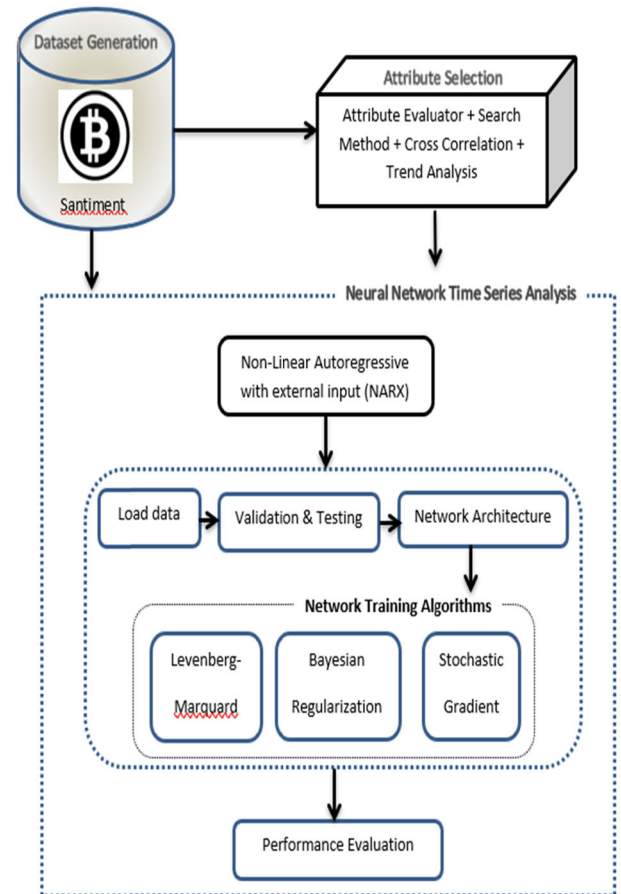 Dataset Generation
Santiment
Attribute Selection
Attribute Evaluator + Search
Method + Cross Correlation +
Trend Analysis
Neural Network Time Series Analysis
Non-Linear Autoregressive
with external input (NARX)
Load data
Validation & Testing
Network Architecture
Network Training Algorithms
Levenberg-
Marquard
Bayesian
Regularization
Stochastic
Gradient
Performance Evaluation